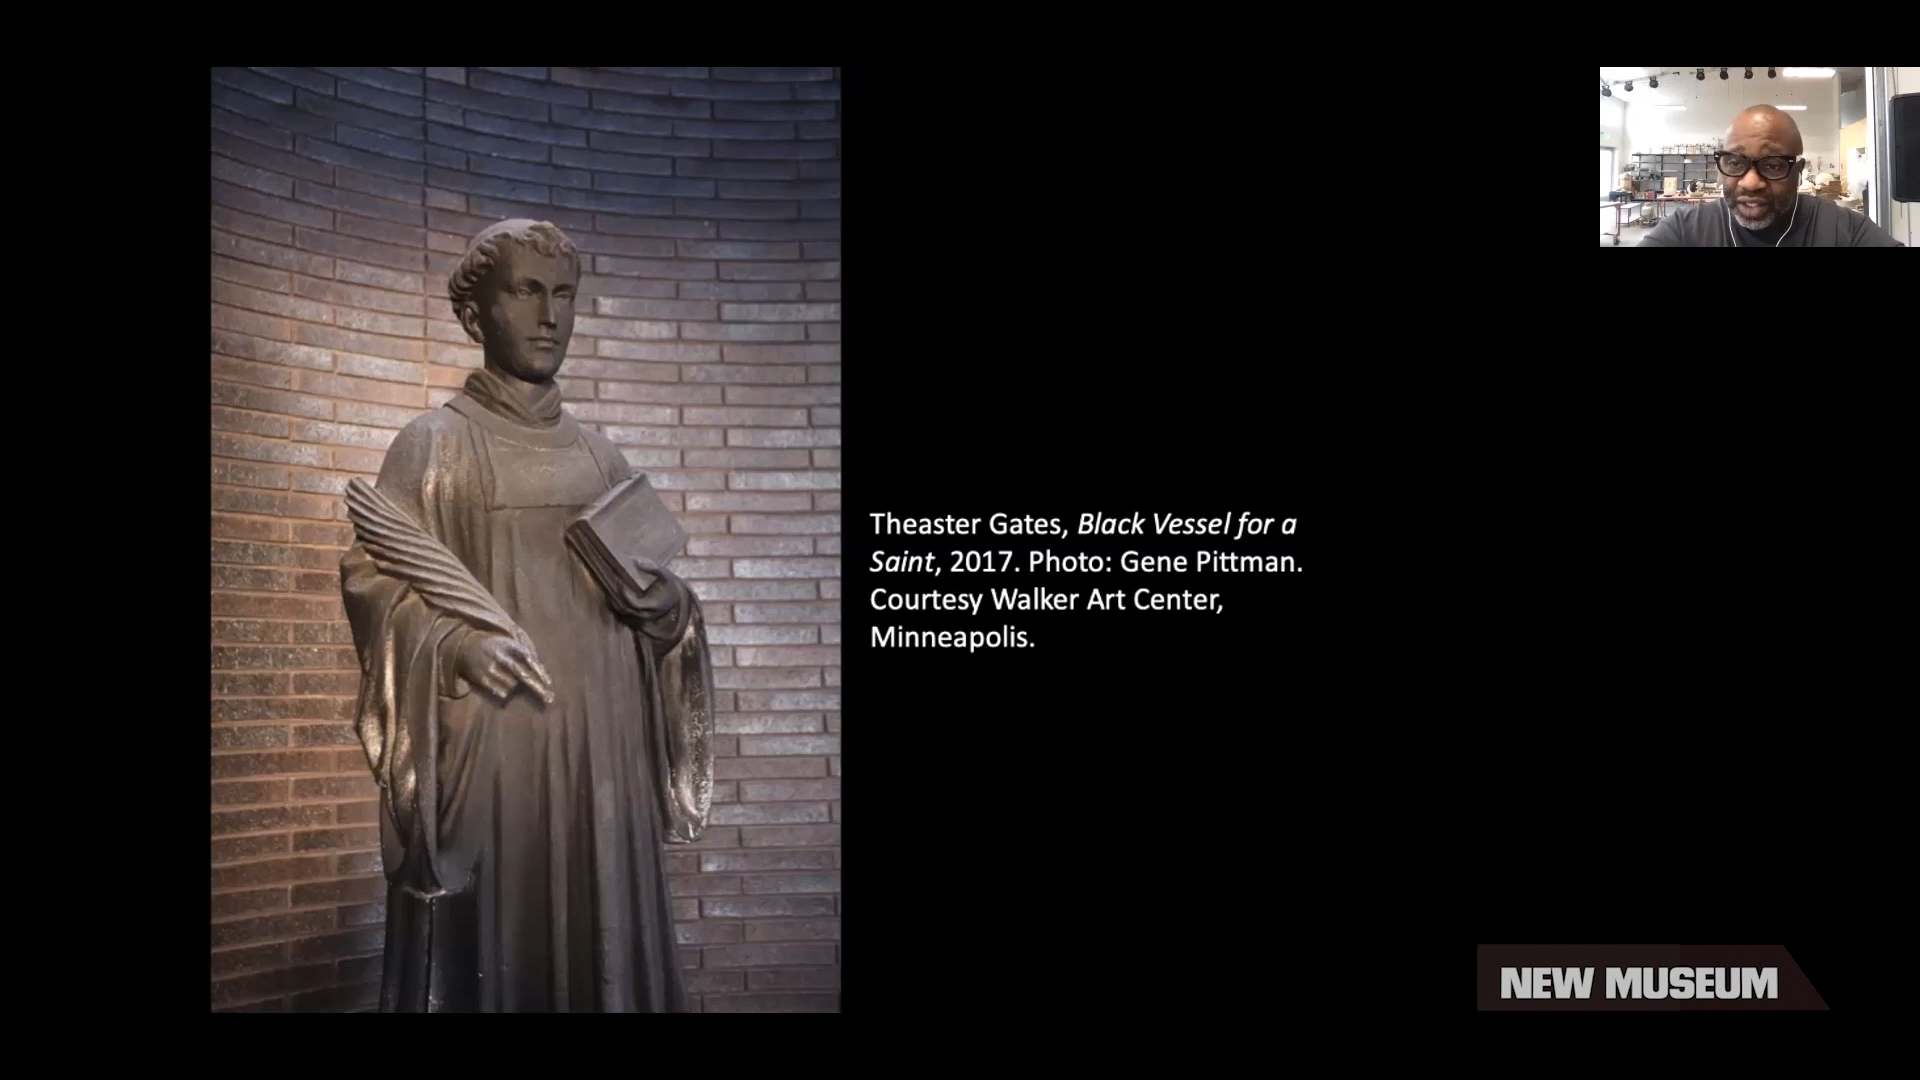 Theaster Gates, Black Vessel for a
Saint, 2017. Photo: Gene Pittman.
Courtesy Walker Art Center,
Minneapolis.
NEW MUSEUM